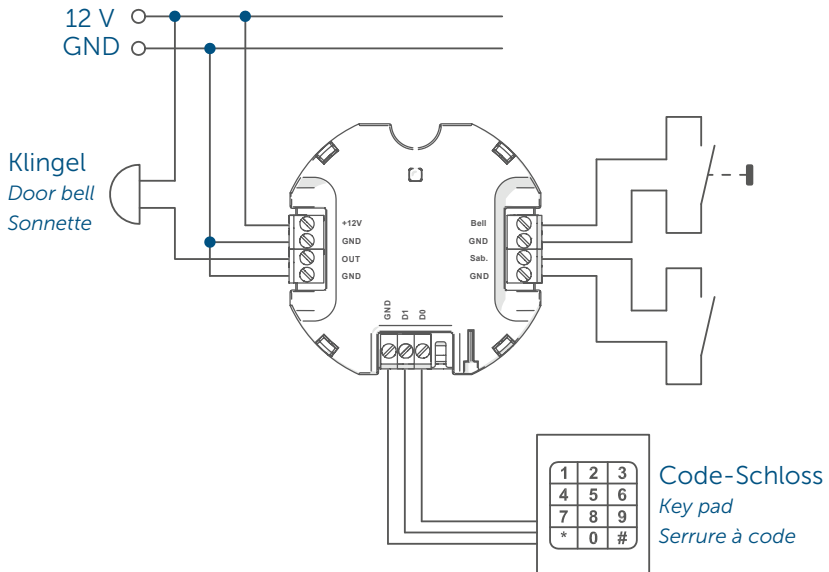 12 V
GND
Klingel
Door bell
Sonnette
+12V
GND
OUT
GND
Bell
GND
Sab.
GND
GND
D1
D0
1 2 3
4 5 6
7 8 9
* 0 #
Code-Schloss
Key pad
Serrure à code